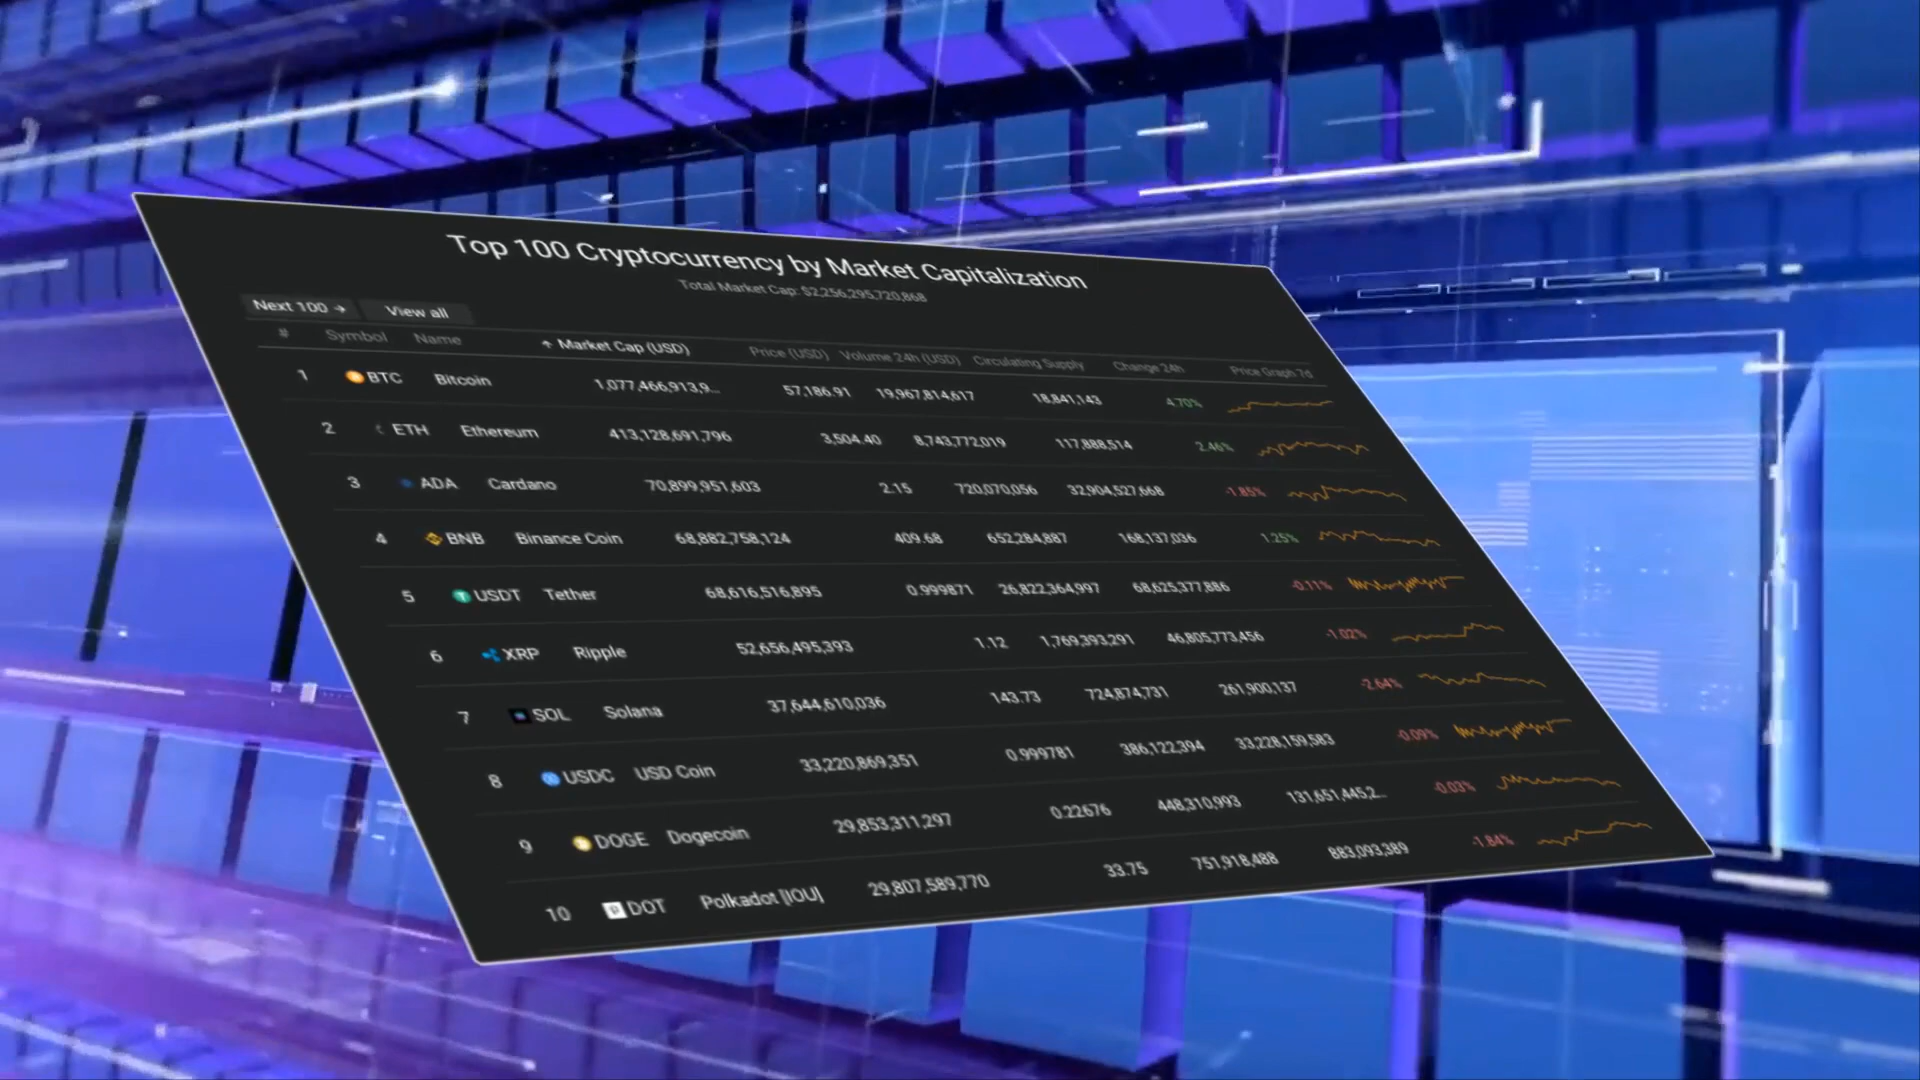 Top 100 Cryptocurrency by Market Capitalization
Total Market Cap: $2,256,295,720,868
Next 100 → View all
# Symbol Name ↑ Market Cap (USD) Price (USD) Volume 24h (USD) Circulating Supply Change 24h Price Graph 7d
1 BTC Bitcoin 1,077,466,913,9... 57,186.91 19,967,814,617 18,841,143 4.70%
2 ETH Ethereum 413,128,691,796 3,504.40 8,743,772,019 117,888,514 2.46%
3 ADA Cardano 70,899,951,603 2.15 720,070,056 32,904,527,668 -1.85%
4 BNB Binance Coin 68,882,758,124 409.68 652,284,887 168,137,036 1.25%
5 USDT Tether 68,616,516,895 0.999871 26,822,364,997 68,625,377,886 -0.11%
6 XRP Ripple 52,656,495,393 1.12 1,769,393,291 46,805,773,456 -1.02%
7 SOL Solana 37,644,610,036 143.73 724,874,731 261,900,137 -2.64%
8 USDC USD Coin 33,220,869,351 0.999781 386,122,394 33,228,159,583 -0.09%
9 DOGE Dogecoin 29,853,311,297 0.22676 448,310,993 131,651,445,2... -0.03%
10 DOT Polkadot [IOU] 29,807,589,770 33.75 751,918,488 883,093,389 -1.84%